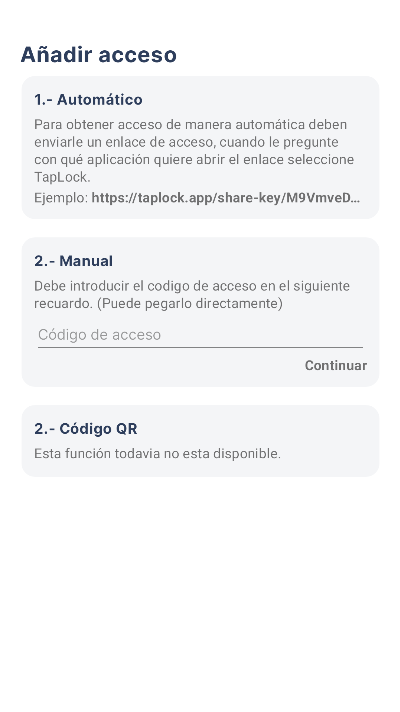 Añadir acceso
1.- Automático
Para obtener acceso de manera automática deben
enviarle un enlace de acceso, cuando le pregunte
con qué aplicación quiere abrir el enlace seleccione
TapLock.
Ejemplo: https://taplock.app/share-key/M9VmveD...
2.- Manual
Debe introducir el codigo de acceso en el siguiente
recuardo. (Puede pegarlo directamente)
Código de acceso
Continuar
2.- Código QR
Esta función todavia no esta disponible.